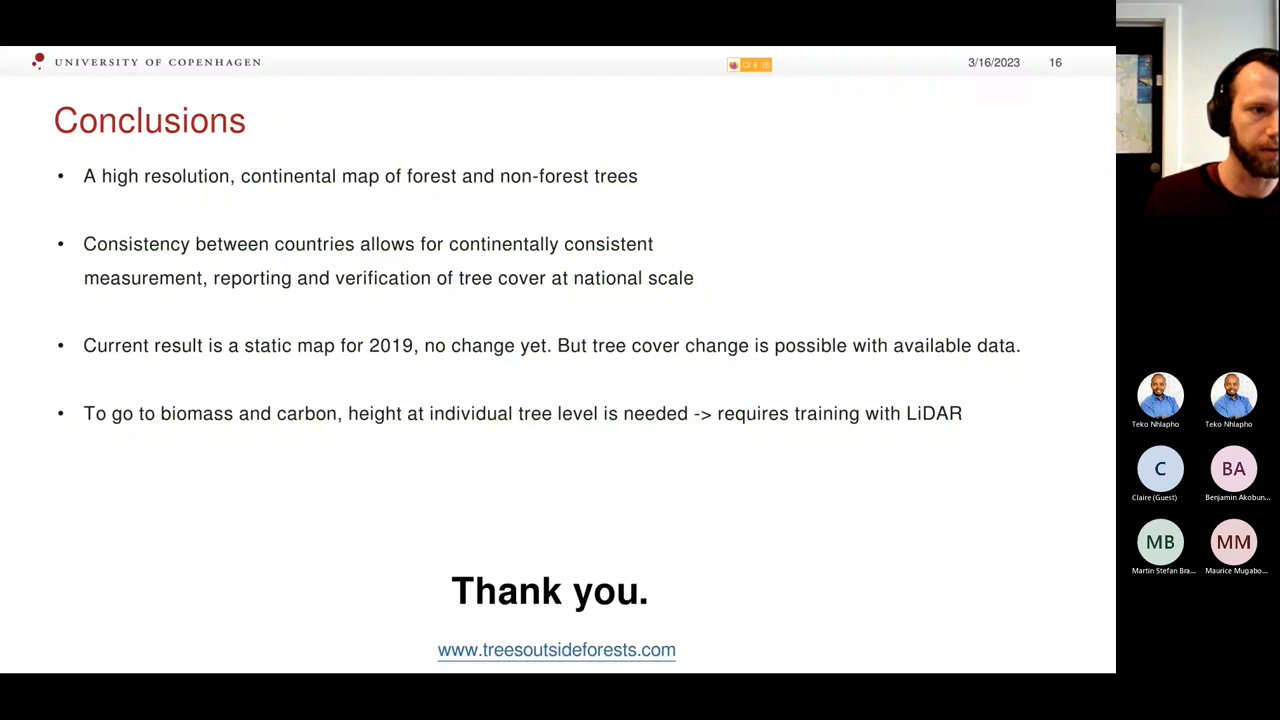 UNIVERSITY OF COPENHAGEN
3/16/2023 16
Conclusions
• A high resolution, continental map of forest and non-forest trees
• Consistency between countries allows for continentally consistent
measurement, reporting and verification of tree cover at national scale
• Current result is a static map for 2019, no change yet. But tree cover change is possible with available data.
• To go to biomass and carbon, height at individual tree level is needed -> requires training with LiDAR
Thank you.
www.treesoutsideforests.com
Teko Nhlapho Teko Nhlapho
C BA
Claire (Guest) Benjamin Akobun...
MB MM
Martin Stefan Bra... Maurice Mugabo...